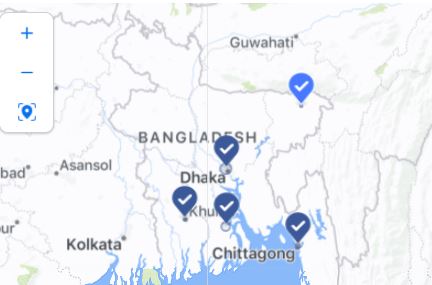 +
Guwahati
−
BANGLADESH
bad
Asansol
Dhaka
Khul
ur
Kolkata
Chittagong